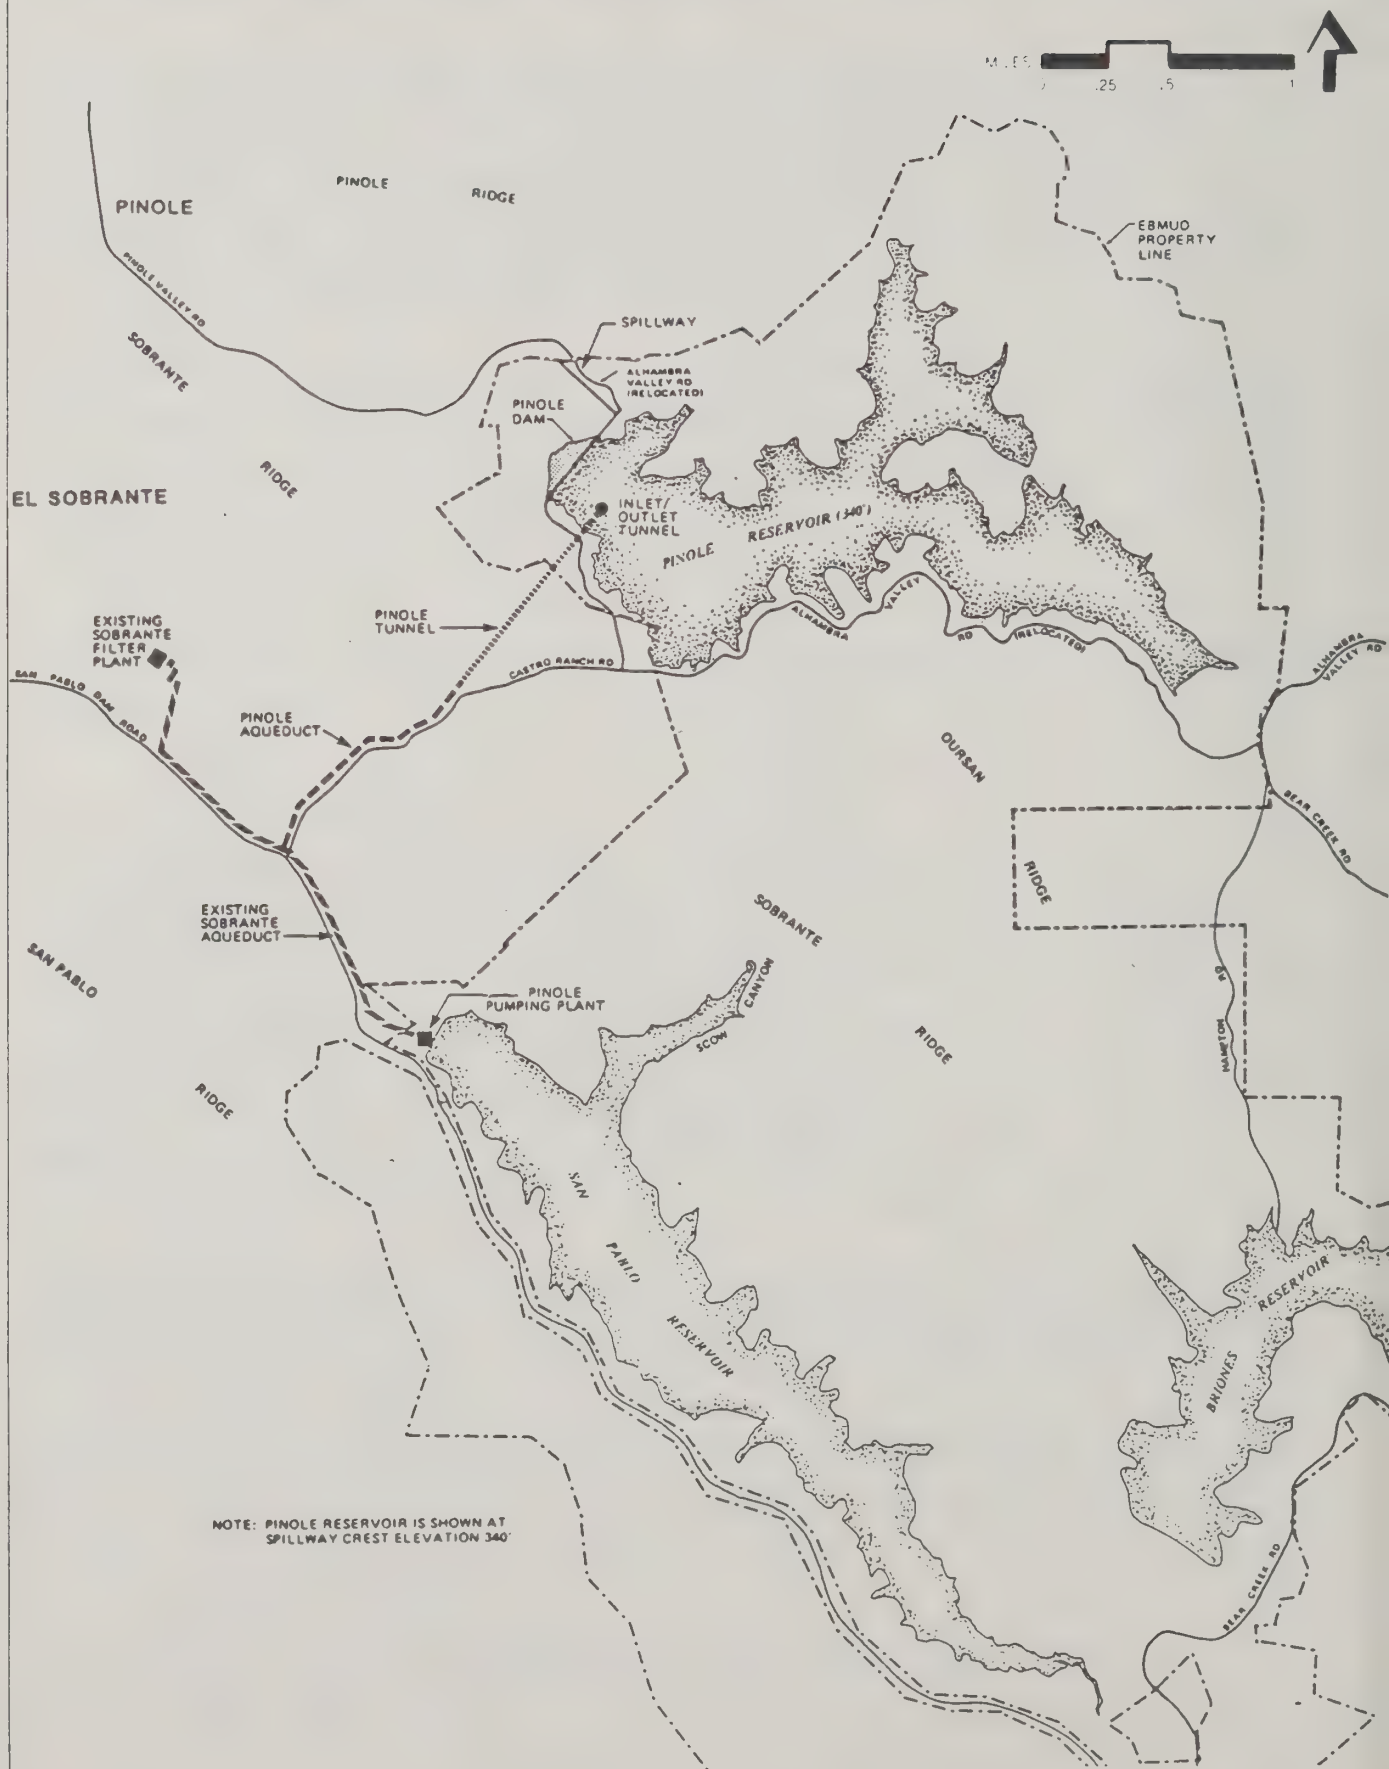 MILES
0 .25 .5 1
PINOLE RIDGE
PINOLE
EBMUD
PROPERTY
LINE
PINOLE VALLEY RD
SPILLWAY
SOBRANTE
ALHAMBRA
VALLEY RD
(RELOCATED)
PINOLE
DAM
RIDGE
EL SOBRANTE
INLET/
OUTLET
TUNNEL
PINOLE RESERVOIR (340')
PINOLE
TUNNEL
EXISTING
SOBRANTE
FILTER
PLANT
ALHAMBRA VALLEY RD (RELOCATED)
ALHAMBRA
VALLEY RD
CASTRO RANCH RD
SAN PABLO DAM ROAD
PINOLE
AQUEDUCT
OURSAN
BEAR CREEK RD
RIDGE
EXISTING
SOBRANTE
AQUEDUCT
SOBRANTE
SAN PABLO
PINOLE
PUMPING PLANT
SCOW CANYON
RIDGE
HAMPTON RD
RIDGE
SAN
PABLO
RESERVOIR
BRIONES RESERVOIR
NOTE: PINOLE RESERVOIR IS SHOWN AT
SPILLWAY CREST ELEVATION 340'
BEAR CREEK RD